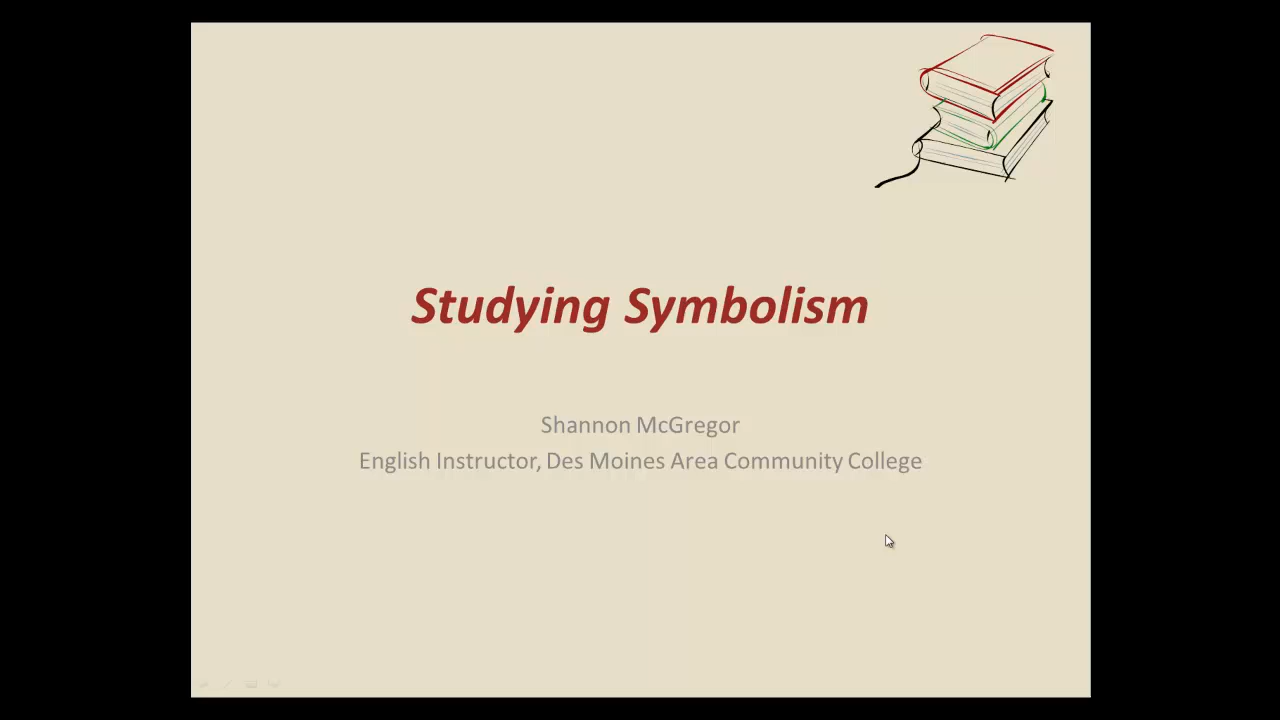 Studying Symbolism
Shannon McGregor
English Instructor, Des Moines Area Community College